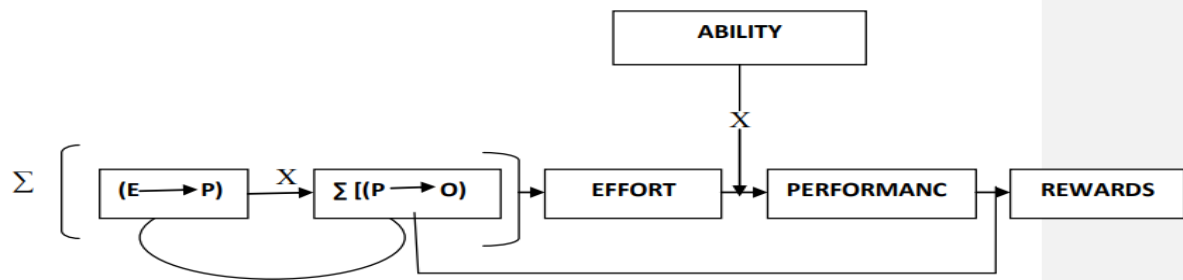 ABILITY
X
Σ (E → P) X Σ [(P → O) EFFORT PERFORMANC REWARDS